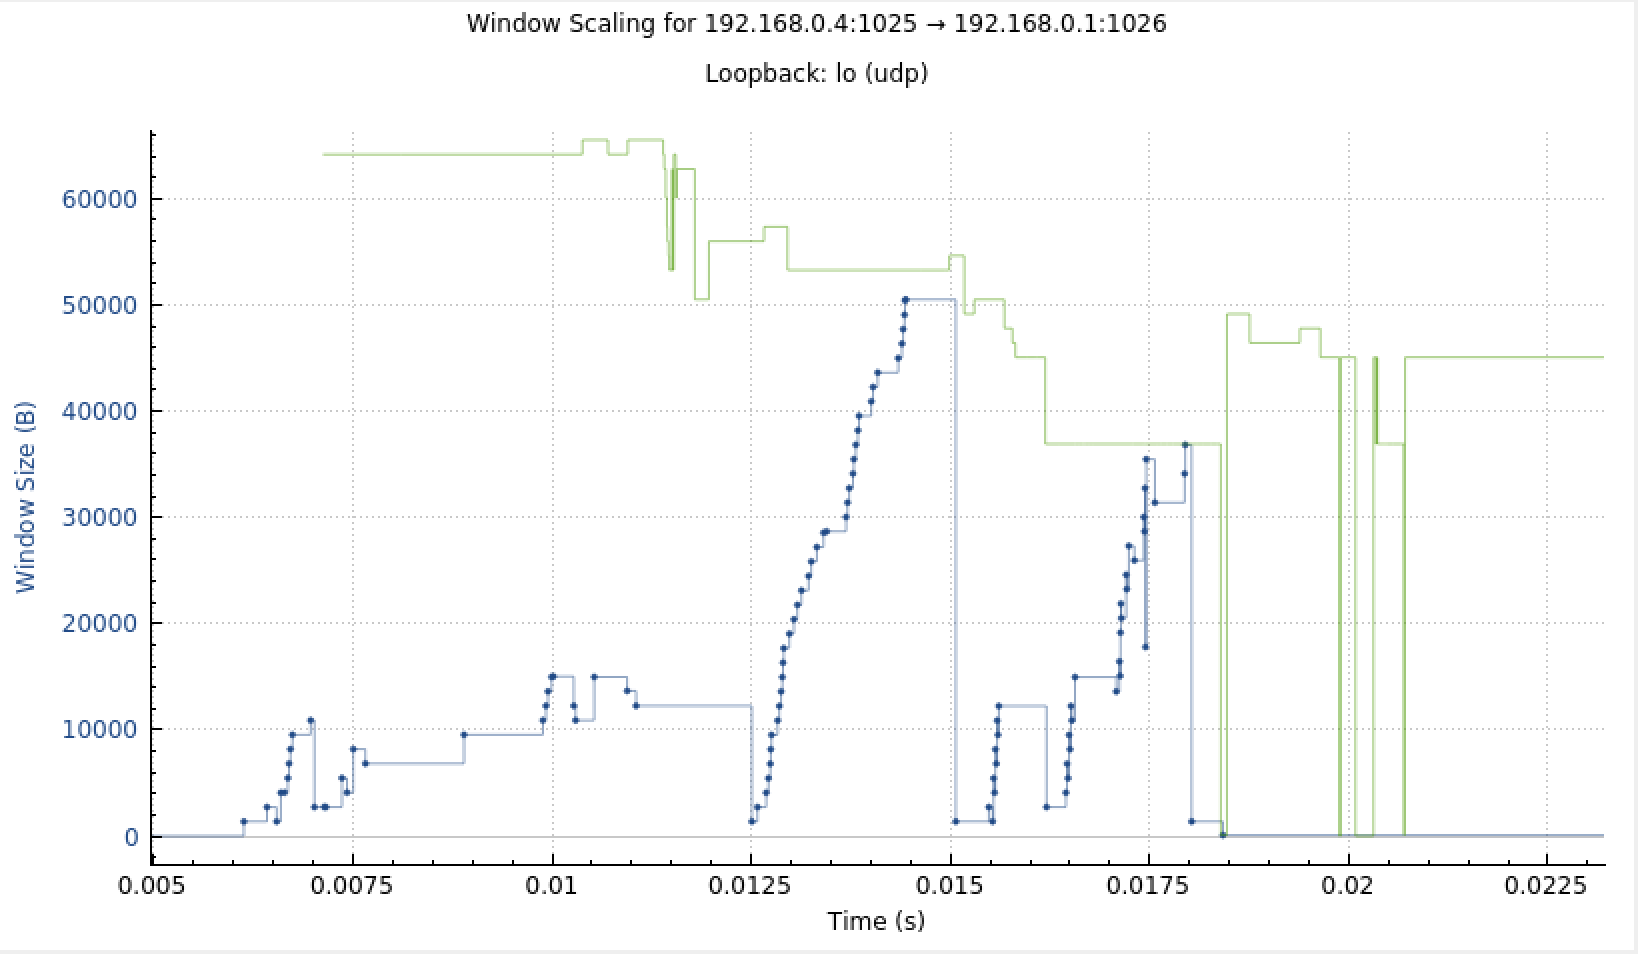 Window Scaling for 192.168.0.4:1025 → 192.168.0.1:1026
Loopback: lo (udp)
Window Size (B)
60000
50000
40000
30000
20000
10000
0
0.005 0.0075 0.01 0.0125 0.015 0.0175 0.02 0.0225
Time (s)